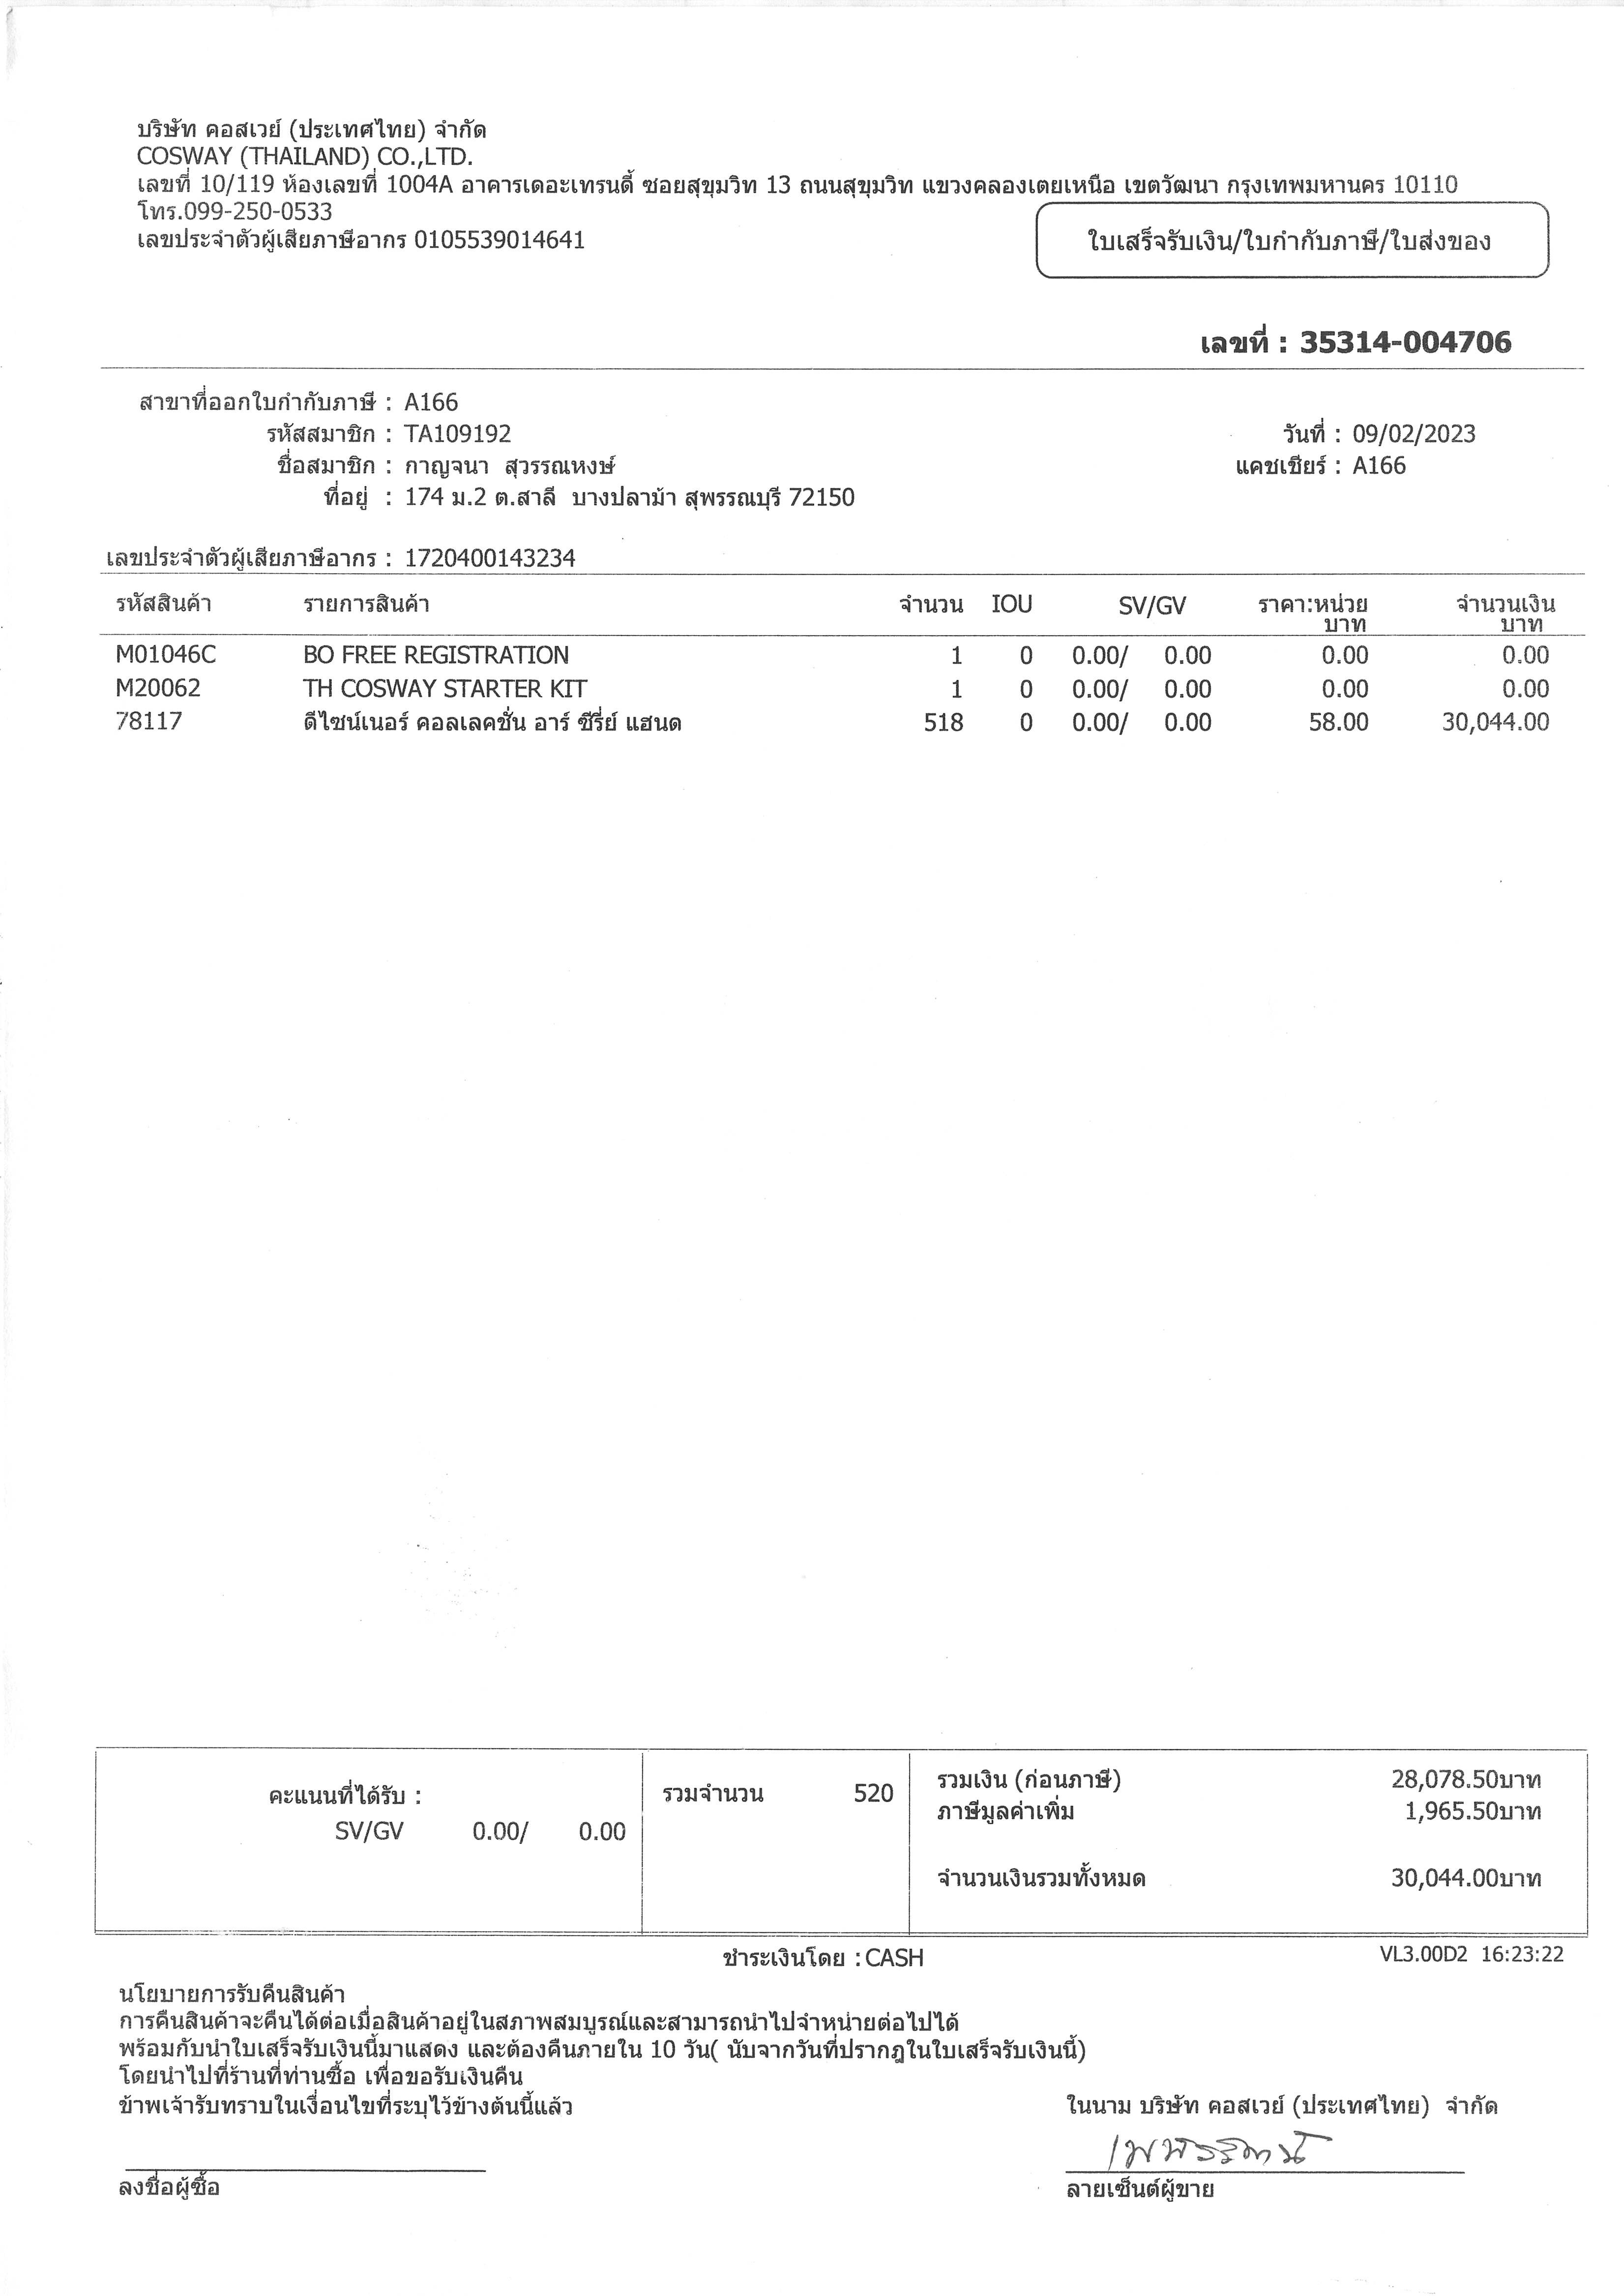 บริษัท คอสเวย์ (ประเทศไทย) จำกัด
COSWAY (THAILAND) CO.,LTD.
เลขที่ 10/119 ห้องเลขที่ 1004A อาคารเดอะเทรนดี้ ซอยสุขุมวิท 13 ถนนสุขุมวิท แขวงคลองเตยเหนือ เขตวัฒนา กรุงเทพมหานคร 10110
โทร.099-250-0533
เลขประจำตัวผู้เสียภาษีอากร 0105539014641
ใบเสร็จรับเงิน/ใบกำกับภาษี/ใบส่งของ
เลขที่ : 35314-004706
สาขาที่ออกใบกำกับภาษี : A166
รหัสสมาชิก : TA109192 วันที่ : 09/02/2023
ชื่อสมาชิก : กาญจนา สุวรรณหงษ์ แคชเชียร์ : A166
ที่อยู่ : 174 ม.2 ต.สาลี บางปลาม้า สุพรรณบุรี 72150
เลขประจำตัวผู้เสียภาษีอากร : 1720400143234
รหัสสินค้า รายการสินค้า จำนวน IOU SV/GV ราคา:หน่วย จำนวนเงิน
บาท บาท
M01046C BO FREE REGISTRATION 1 0 0.00/ 0.00 0.00 0.00
M20062 TH COSWAY STARTER KIT 1 0 0.00/ 0.00 0.00 0.00
78117 ดีไซน์เนอร์ คอลเลคชั่น อาร์ ซีรี่ย์ แฮนด 518 0 0.00/ 0.00 58.00 30,044.00
คะแนนที่ได้รับ : รวมจำนวน 520 รวมเงิน (ก่อนภาษี) 28,078.50บาท
SV/GV 0.00/ 0.00 ภาษีมูลค่าเพิ่ม 1,965.50บาท
จำนวนเงินรวมทั้งหมด 30,044.00บาท
ชำระเงินโดย : CASH VL3.00D2 16:23:22
นโยบายการรับคืนสินค้า
การคืนสินค้าจะคืนได้ต่อเมื่อสินค้าอยู่ในสภาพสมบูรณ์และสามารถนำไปจำหน่ายต่อไปได้
พร้อมกับนำใบเสร็จรับเงินนี้มาแสดง และต้องคืนภายใน 10 วัน( นับจากวันที่ปรากฎในใบเสร็จรับเงินนี้)
โดยนำไปที่ร้านที่ท่านซื้อ เพื่อขอรับเงินคืน
ข้าพเจ้ารับทราบในเงื่อนไขที่ระบุไว้ข้างต้นนี้แล้ว ในนาม บริษัท คอสเวย์ (ประเทศไทย) จำกัด
ลงชื่อผู้ซื้อ ลายเซ็นต์ผู้ขาย